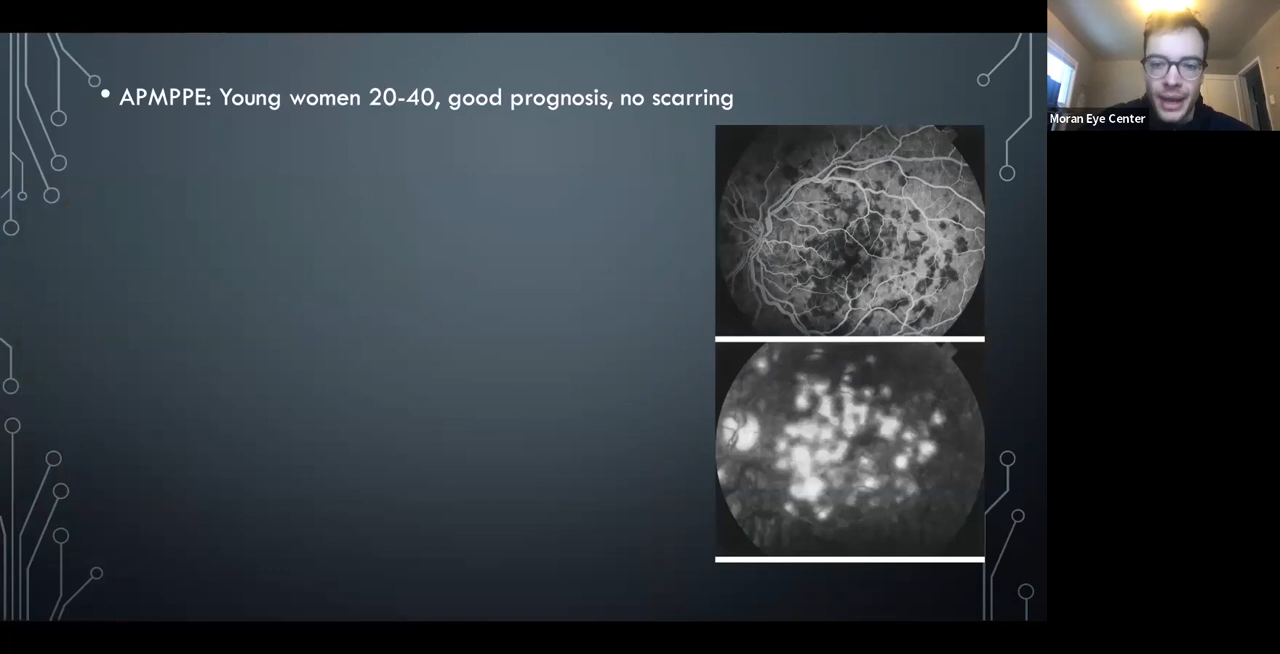 • APMPPE: Young women 20-40, good prognosis, no scarring
Moran Eye Center